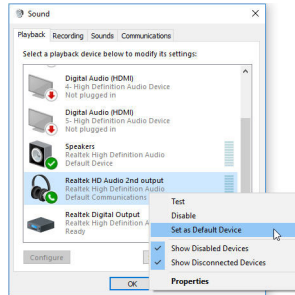 Sound
Playback Recording Sounds Communications
Select a playback device below to modify its settings:
Digital Audio (HDMI)
4- High Definition Audio Device
Not plugged in
Digital Audio (HDMI)
5- High Definition Audio Device
Not plugged in
Speakers
Realtek High Definition Audio
Default Device
Realtek HD Audio 2nd output
Realtek High Definition Audio
Default Communications
Realtek Digital Output
Realtek High Definition A
Ready
Test
Disable
Set as Default Device
Show Disabled Devices
Show Disconnected Devices
Properties
Configure
OK